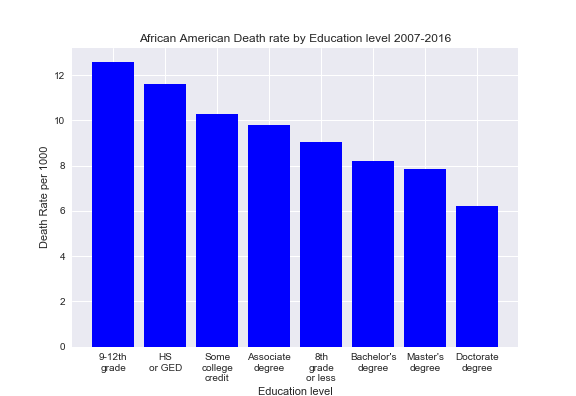 African American Death rate by Education level 2007-2016
Death Rate per 1000
12
10
8
6
4
2
0
9-12th
grade
HS
or GED
Some
college
credit
Associate
degree
8th
grade
or less
Bachelor's
degree
Master's
degree
Doctorate
degree
Education level